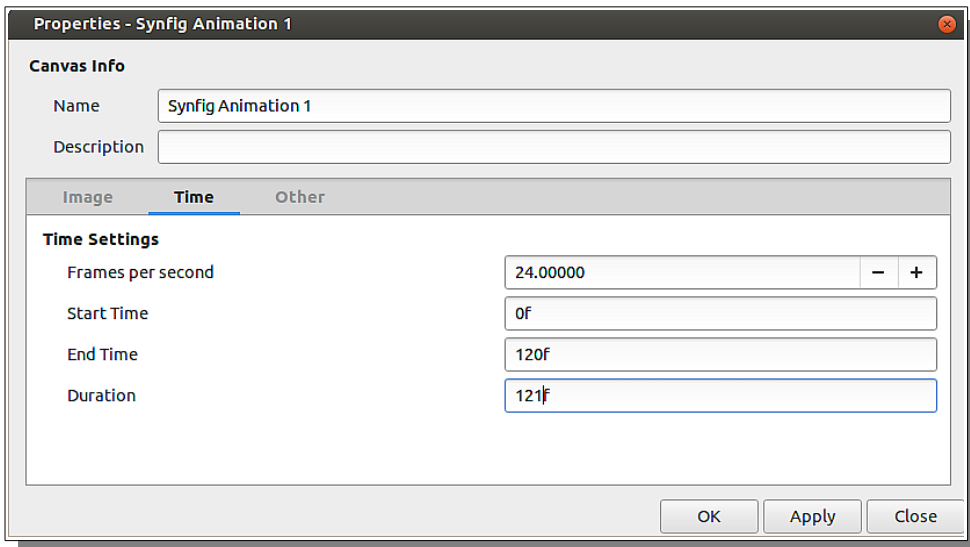 Properties - Synfig Animation 1
Canvas Info
Name Synfig Animation 1
Description
Image Time Other
Time Settings
Frames per second 24.00000 − +
Start Time 0f
End Time 120f
Duration 121f
OK Apply Close